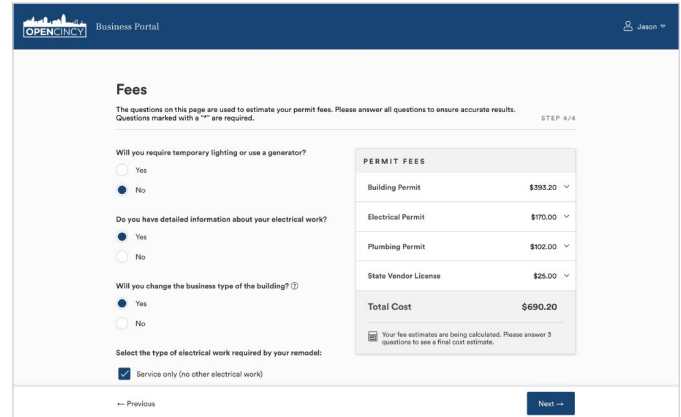 OPENCINCY
Business Portal
Jason
Fees
The questions on this page are used to estimate your permit fees. Please answer all questions to ensure accurate results.
Questions marked with a "*" are required.
STEP 4/4
Will you require temporary lighting or use a generator?
Yes
No
Do you have detailed information about your electrical work?
Yes
No
Will you change the business type of the building? ?
Yes
No
Select the type of electrical work required by your remodel:
Service only (no other electrical work)
PERMIT FEES
Building Permit $393.20
Electrical Permit $170.00
Plumbing Permit $102.00
State Vendor License $25.00
Total Cost $690.20
Your fee estimates are being calculated. Please answer 3
questions to see a final cost estimate.
← Previous
Next →